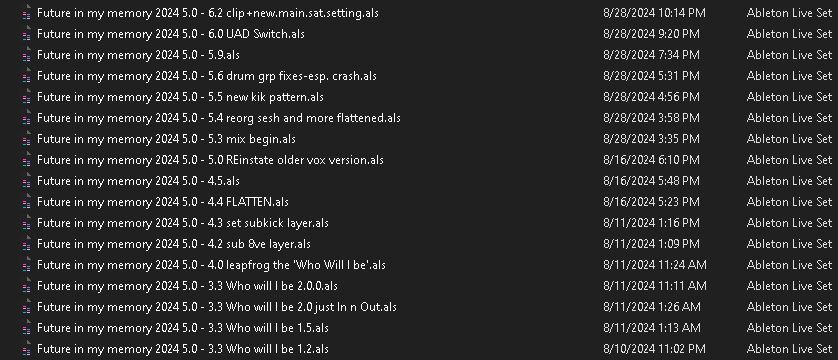 Future in my memory 2024 5.0 - 6.2 clip+new.main.sat.setting.als 8/28/2024 10:14 PM Ableton Live Set
Future in my memory 2024 5.0 - 6.0 UAD Switch.als 8/28/2024 9:20 PM Ableton Live Set
Future in my memory 2024 5.0 - 5.9.als 8/28/2024 7:34 PM Ableton Live Set
Future in my memory 2024 5.0 - 5.6 drum grp fixes-esp. crash.als 8/28/2024 5:31 PM Ableton Live Set
Future in my memory 2024 5.0 - 5.5 new kik pattern.als 8/28/2024 4:56 PM Ableton Live Set
Future in my memory 2024 5.0 - 5.4 reorg sesh and more flattened.als 8/28/2024 3:58 PM Ableton Live Set
Future in my memory 2024 5.0 - 5.3 mix begin.als 8/28/2024 3:35 PM Ableton Live Set
Future in my memory 2024 5.0 - 5.0 REinstate older vox version.als 8/16/2024 6:10 PM Ableton Live Set
Future in my memory 2024 5.0 - 4.5.als 8/16/2024 5:48 PM Ableton Live Set
Future in my memory 2024 5.0 - 4.4 FLATTEN.als 8/16/2024 5:23 PM Ableton Live Set
Future in my memory 2024 5.0 - 4.3 set subkick layer.als 8/11/2024 1:16 PM Ableton Live Set
Future in my memory 2024 5.0 - 4.2 sub 8ve layer.als 8/11/2024 1:09 PM Ableton Live Set
Future in my memory 2024 5.0 - 4.0 leapfrog the 'Who Will I be'.als 8/11/2024 11:24 AM Ableton Live Set
Future in my memory 2024 5.0 - 3.3 Who will I be 2.0.0.als 8/11/2024 11:11 AM Ableton Live Set
Future in my memory 2024 5.0 - 3.3 Who will I be 2.0 just In n Out.als 8/11/2024 1:26 AM Ableton Live Set
Future in my memory 2024 5.0 - 3.3 Who will I be 1.5.als 8/11/2024 1:13 AM Ableton Live Set
Future in my memory 2024 5.0 - 3.3 Who will I be 1.2.als 8/10/2024 11:02 PM Ableton Live Set